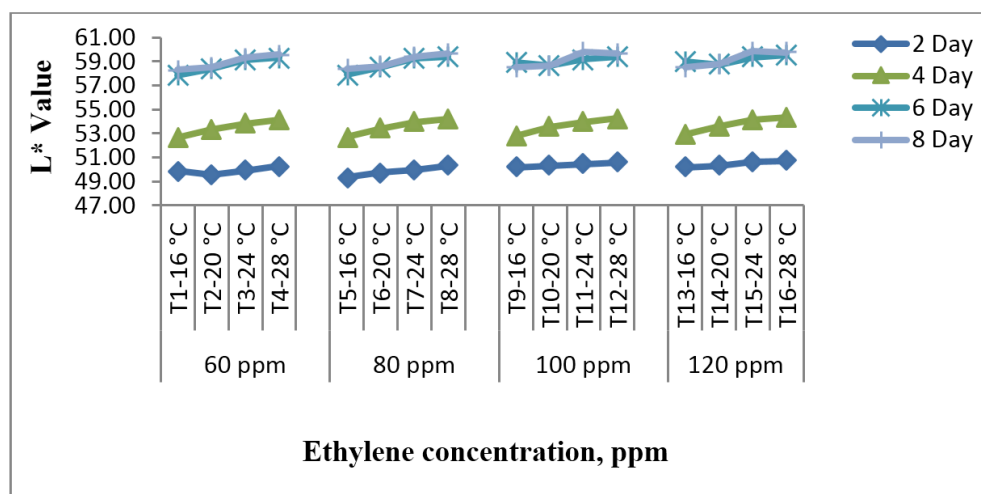 61.00
59.00
57.00
55.00
53.00
51.00
49.00
47.00
L* Value
2 Day
4 Day
6 Day
8 Day
T1-16 °C
T2-20 °C
T3-24 °C
T4-28 °C
T5-16 °C
T6-20 °C
T7-24 °C
T8-28 °C
T9-16 °C
T10-20 °C
T11-24 °C
T12-28 °C
T13-16 °C
T14-20 °C
T15-24 °C
T16-28 °C
60 ppm
80 ppm
100 ppm
120 ppm
Ethylene concentration, ppm